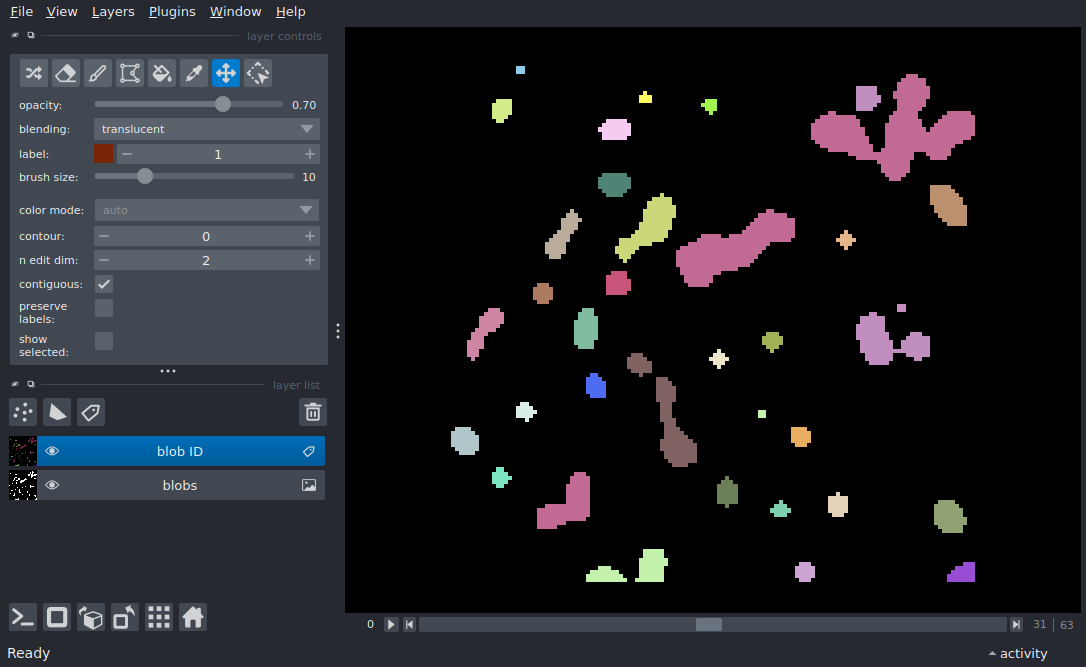 File View Layers Plugins Window Help
layer controls
opacity: 0.70
blending: translucent
label: 1
brush size: 10
color mode: auto
contour: 0
n edit dim: 2
contiguous:
preserve
labels:
show
selected:
layer list
blob ID
blobs
0 31 63
Ready activity